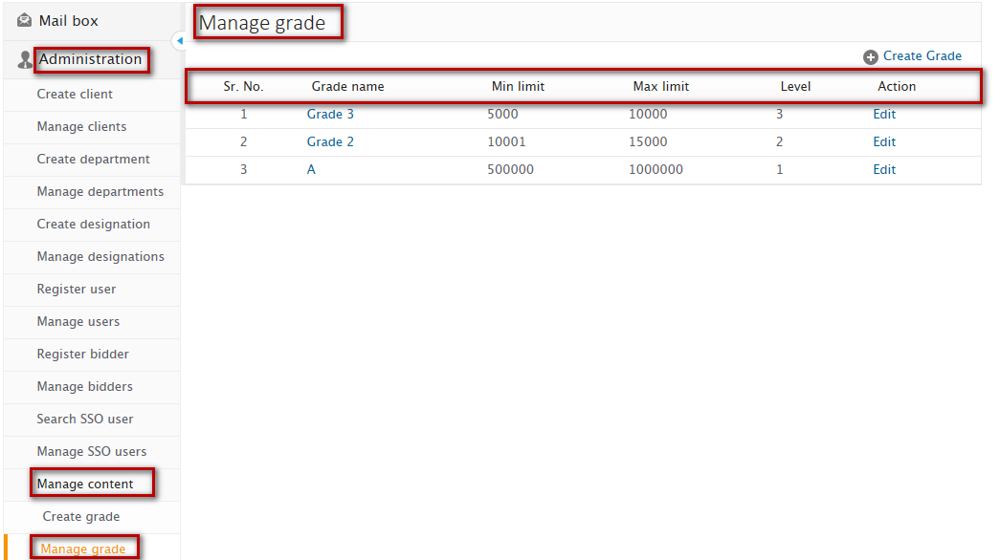 Mail box
Administration
Create client
Manage clients
Create department
Manage departments
Create designation
Manage designations
Register user
Manage users
Register bidder
Manage bidders
Search SSO user
Manage SSO users
Manage content
Create grade
Manage grade
Manage grade
Create Grade
Sr. No. Grade name Min limit Max limit Level Action
1 Grade 3 5000 10000 3 Edit
2 Grade 2 10001 15000 2 Edit
3 A 500000 1000000 1 Edit